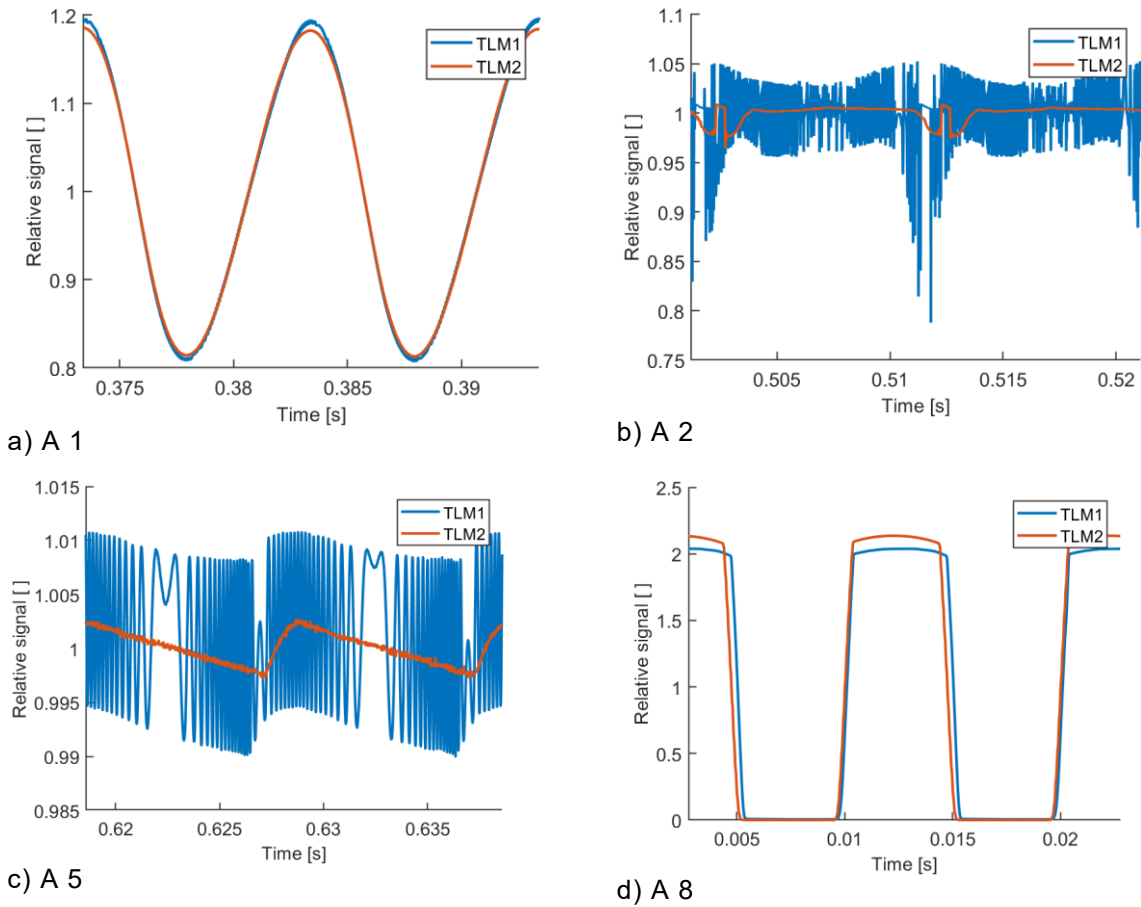 1.2
1.1
1
0.9
0.8
Relative signal [ ]
TLM1
TLM2
0.375
0.38
0.385
0.39
Time [s]
a) A 1
1.1
1.05
1
0.95
0.9
0.85
0.8
0.75
Relative signal [ ]
TLM1
TLM2
0.505
0.51
0.515
0.52
Time [s]
b) A 2
1.015
1.01
1.005
1
0.995
0.99
0.985
Relative signal [ ]
TLM1
TLM2
0.62
0.625
0.63
0.635
Time [s]
c) A 5
2.5
2
1.5
1
0.5
0
Relative signal [ ]
TLM1
TLM2
0.005
0.01
0.015
0.02
Time [s]
d) A 8